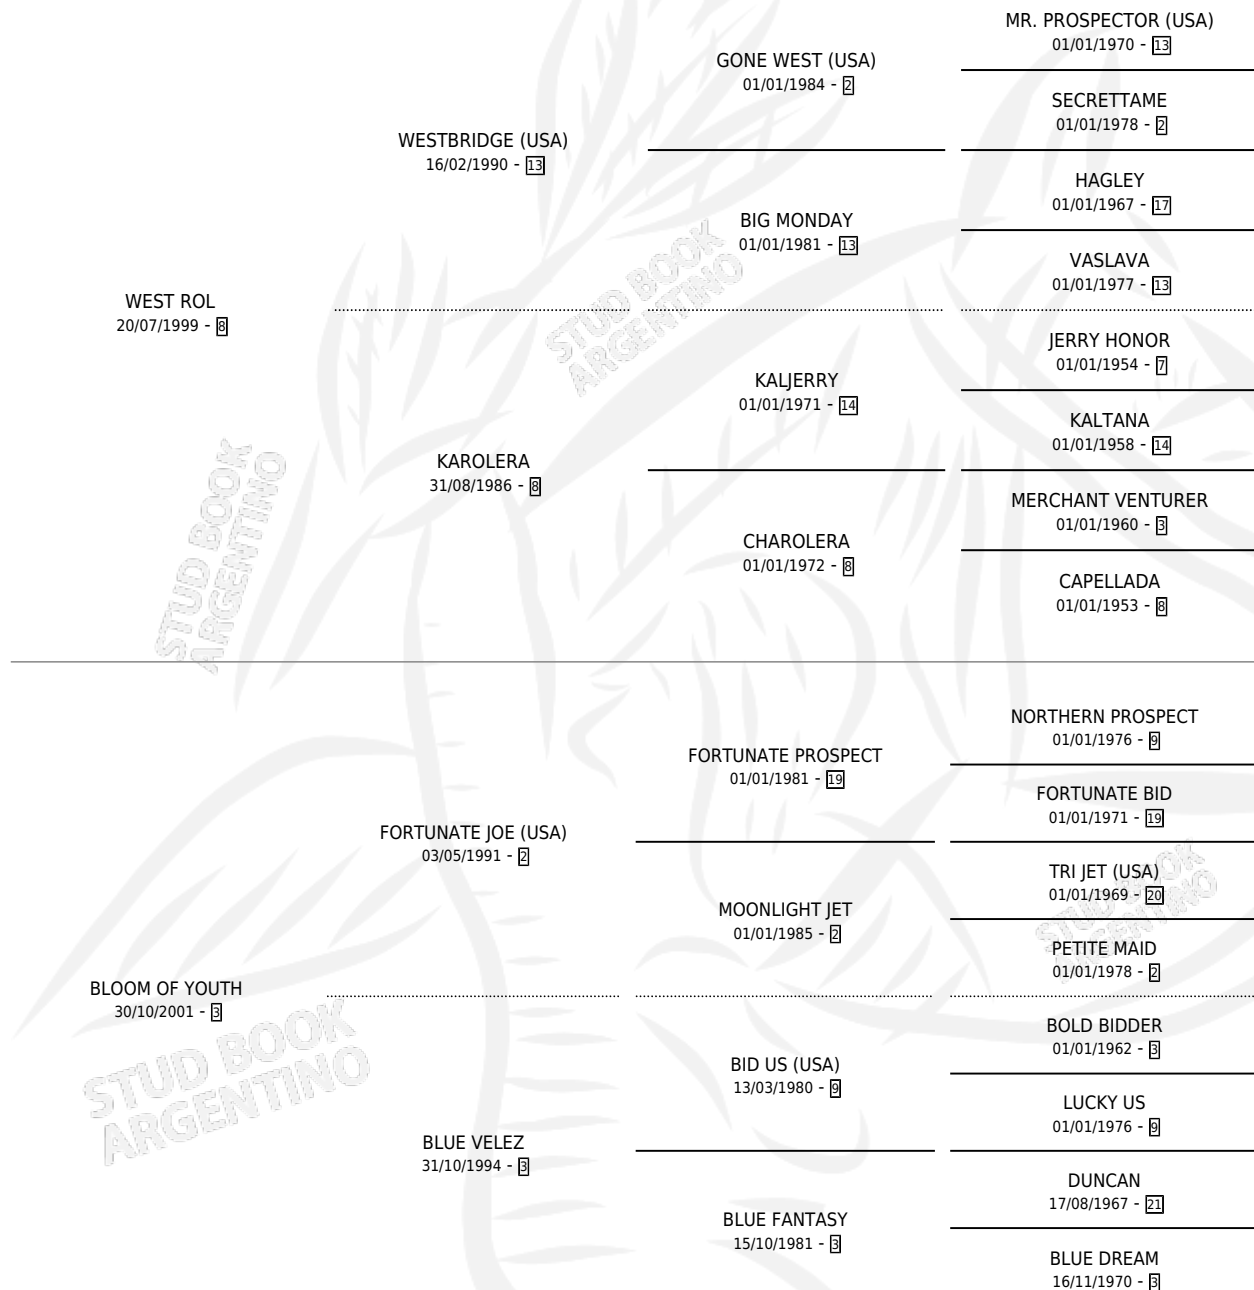 MR. PROSPECTOR (USA)
01/01/1970 - 13
GONE WEST (USA)
01/01/1984 - 2
SECRETTAME
01/01/1978 - 2
WESTBRIDGE (USA)
16/02/1990 - 13
HAGLEY
01/01/1967 - 17
BIG MONDAY
01/01/1981 - 13
VASLAVA
01/01/1977 - 13
WEST ROL
20/07/1999 - 8
STUD BOOK
ARGENTINO
JERRY HONOR
01/01/1954 - 7
KALJERRY
01/01/1971 - 14
KALTANA
01/01/1958 - 14
KAROLERA
31/08/1986 - 8
MERCHANT VENTURER
01/01/1960 - 3
CHAROLERA
01/01/1972 - 8
CAPELLADA
01/01/1953 - 8
STUD BOOK
ARGENTINO
NORTHERN PROSPECT
01/01/1976 - 9
FORTUNATE PROSPECT
01/01/1981 - 19
FORTUNATE BID
01/01/1971 - 19
FORTUNATE JOE (USA)
03/05/1991 - 2
TRI JET (USA)
01/01/1969 - 20
MOONLIGHT JET
01/01/1985 - 2
STUD BOOK
ARGENTINO
PETITE MAID
01/01/1978 - 2
BLOOM OF YOUTH
30/10/2001 - 3
STUD BOOK
ARGENTINO
BOLD BIDDER
01/01/1962 - 3
BID US (USA)
13/03/1980 - 9
LUCKY US
01/01/1976 - 9
BLUE VELEZ
31/10/1994 - 3
DUNCAN
17/08/1967 - 21
BLUE FANTASY
15/10/1981 - 3
BLUE DREAM
16/11/1970 - 3